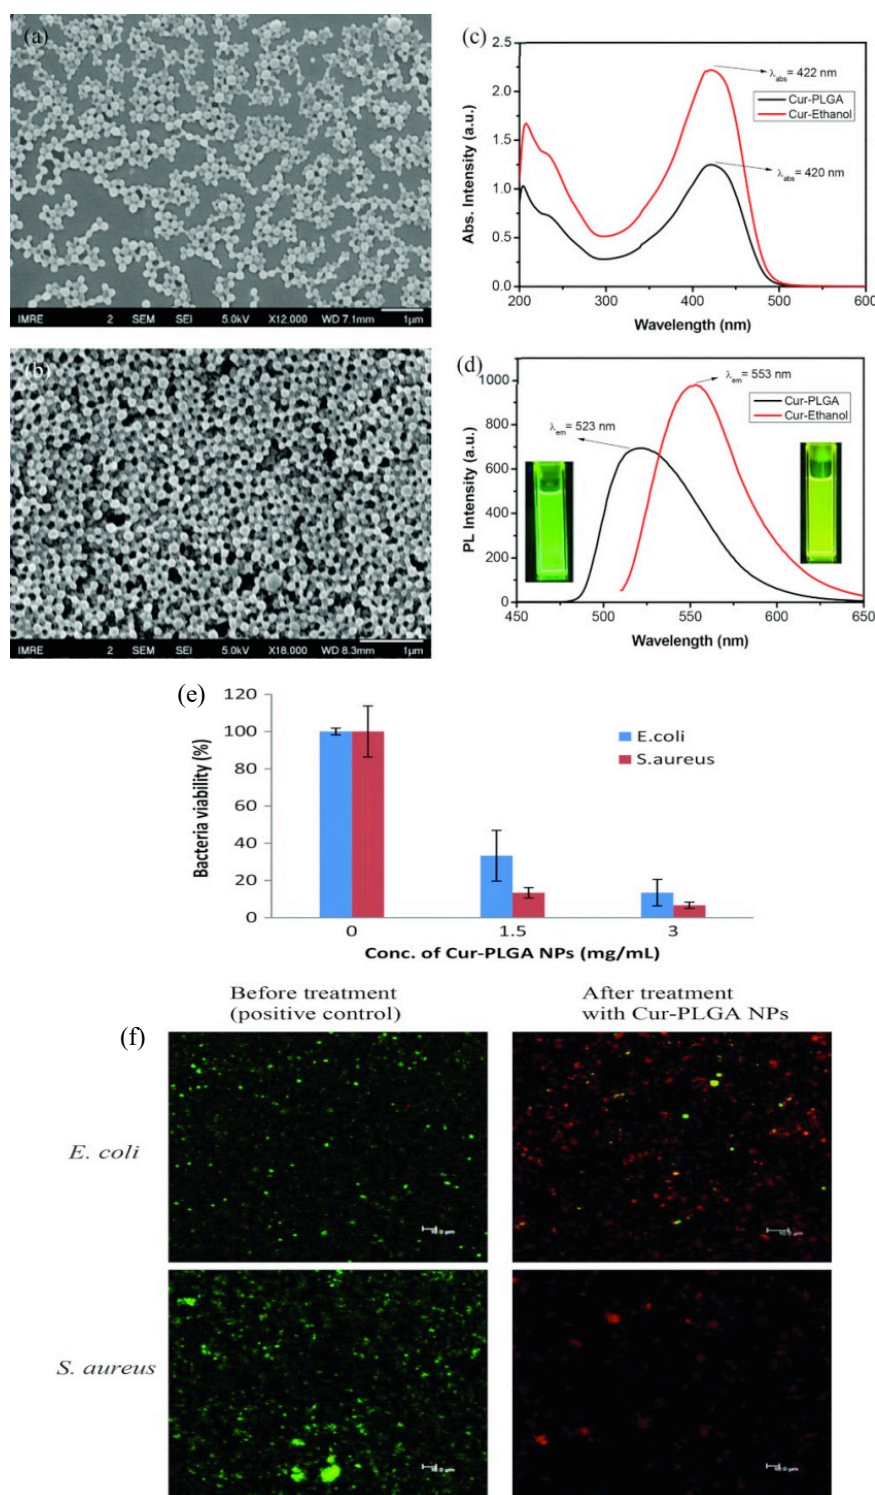 (a)
IMRE 2 SEM SEI 5.0kV X12,000 WD 7.1mm 1μm
(b)
IMRE 2 SEM SEI 5.0kV X18,000 WD 8.3mm 1μm
(c)
2.5
2.0
1.5
1.0
0.5
0.0
Abs. Intensity (a.u.)
λabs= 422 nm
Cur-PLGA
Cur-Ethanol
λabs= 420 nm
200 300 400 500 600
Wavelength (nm)
(d)
1000
800
600
400
200
0
PL Intensity (a.u.)
λem= 553 nm
Cur-PLGA
Cur-Ethanol
λem= 523 nm
450 500 550 600 650
Wavelength (nm)
(e)
120
100
80
60
40
20
0
Bacteria viability (%)
E.coli
S.aureus
0 1.5 3
Conc. of Cur-PLGA NPs (mg/mL)
Before treatment
(positive control)
After treatment
with Cur-PLGA NPs
(f)
E. coli
S. aureus